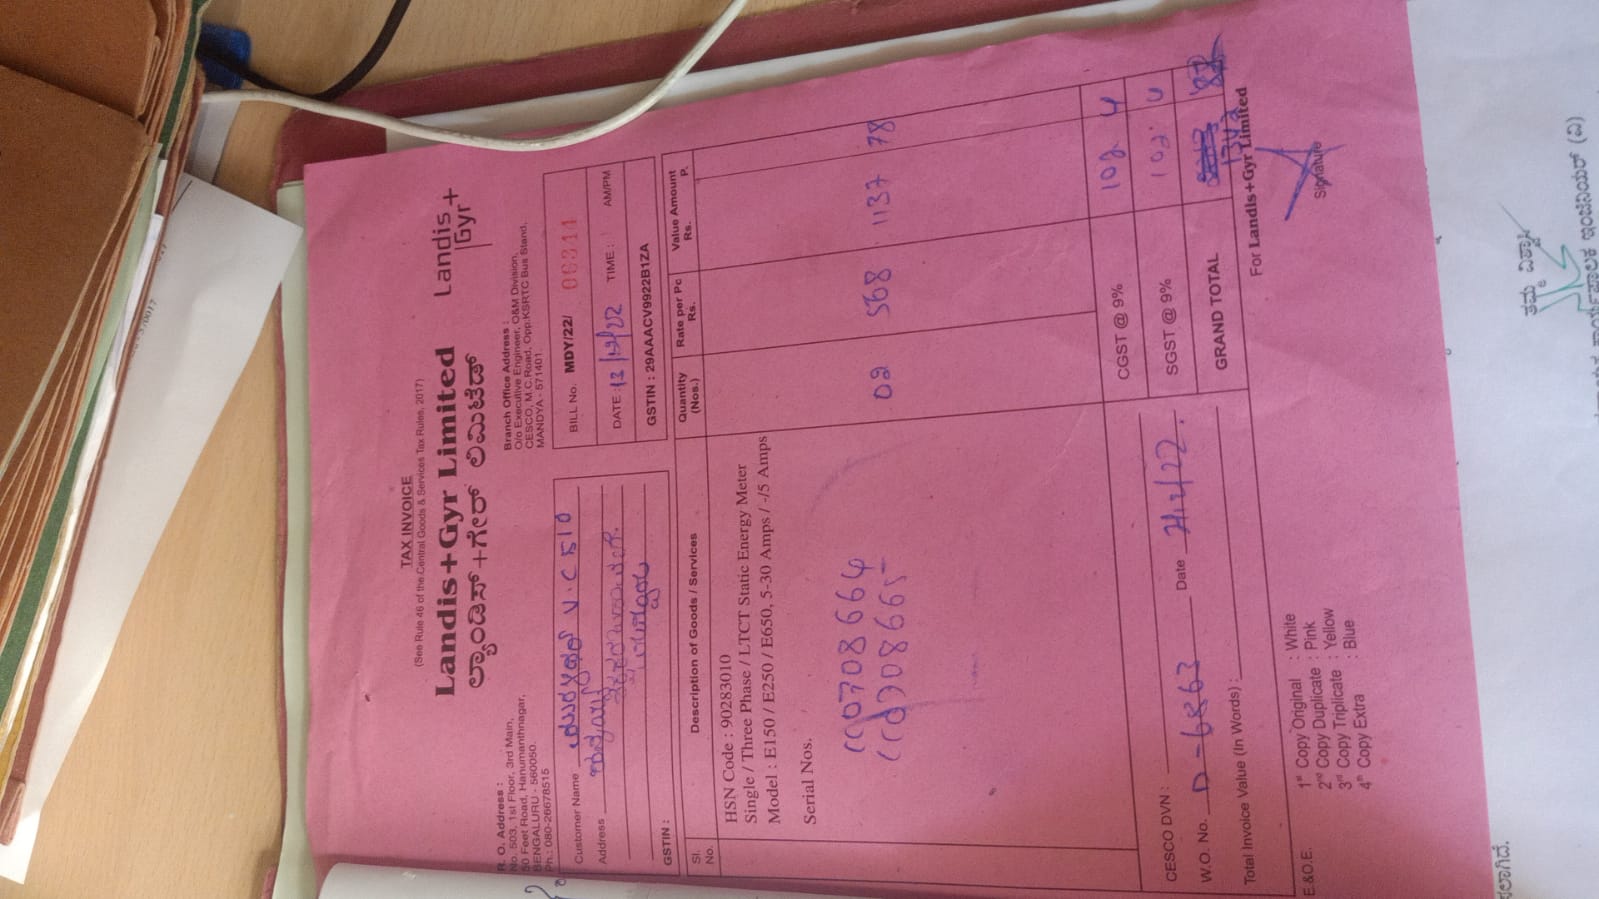 TAX INVOICE
(See Rule 46 of the Central Goods & Services Tax Rules, 2017)
Landis+Gyr Limited
ಲ್ಯಾಂಡಿಸ್+ಗೇರ್ ಲಿಮಿಟೆಡ್
Landis+
Gyr
R. O. Address :
No. 503, 1st Floor, 3rd Main,
50 Feet Road, Hanumanthnagar,
BENGALURU - 560050.
Ph.: 080-26678515
Branch Office Address :
O/o Executive Engineer, O&M Division,
CESCO, M.C.Road, Opp.KSRTC Bus Stand,
MANDYA - 571401.
Customer Name V. C
Address
GSTIN :
BILL No. MDY/22/ 06311
DATE : 13/12/22 TIME : AM/PM
GSTIN : 29AAACV9922B1ZA
Sl. No. Description of Goods / Services Quantity (Nos.) Rate per Pc Rs. Value Amount Rs. P.
HSN Code : 90283010
Single / Three Phase / LTCT Static Energy Meter
Model : E150 / E250 / E650, 5-30 Amps / -/5 Amps
02 568 1137 78
Serial Nos.
0708664
0708665
CESCO DVN :
W.O. No. D-6863 Date
Total Invoice Value (In Words) :
CGST @ 9% 102 4
SGST @ 9% 102 4
GRAND TOTAL
For Landis+Gyr Limited
Signature
E.&O.E.
1st Copy Original : White
2nd Copy Duplicate : Pink
3rd Copy Triplicate : Yellow
4th Copy Extra : Blue
ತಮ್ಮ ವಿಶ್ವಾಸಿ
ಇಂಜಿನಿಯರ್ (ವಿ)